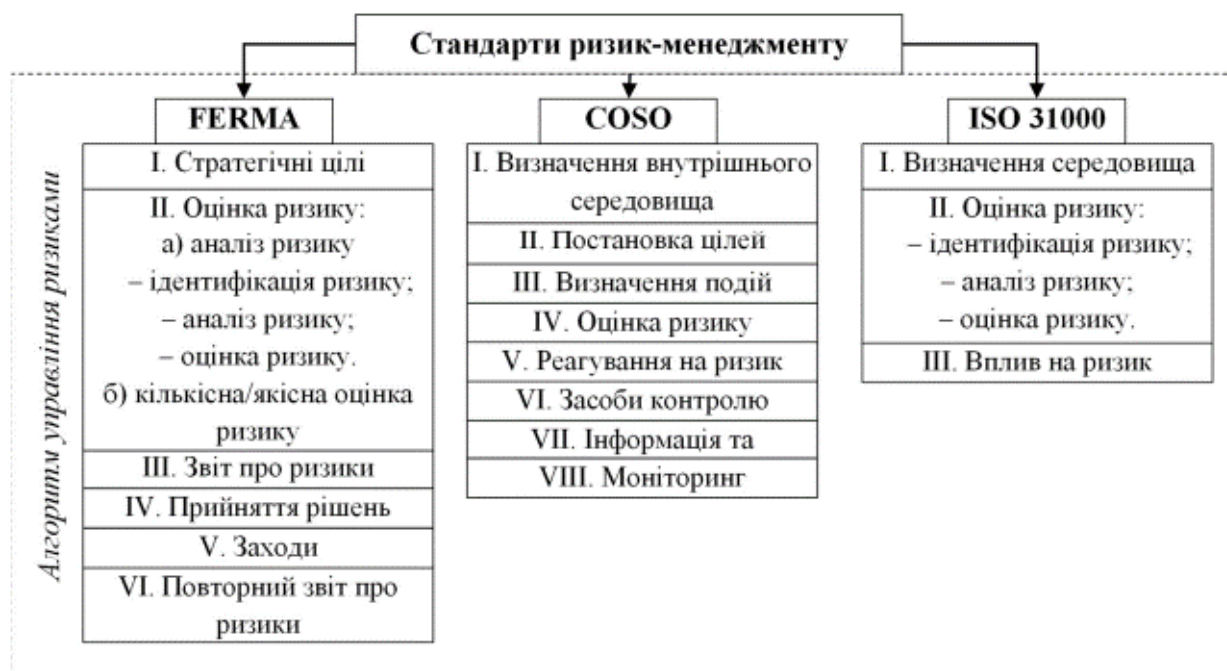 Стандарти ризик-менеджменту
FERMA
I. Стратегічні цілі
II. Оцінка ризику:
а) аналіз ризику
– ідентифікація ризику;
– аналіз ризику;
– оцінка ризику.
б) кількісна/якісна оцінка
ризику
III. Звіт про ризики
IV. Прийняття рішень
V. Заходи
VI. Повторний звіт про
ризики
COSO
I. Визначення внутрішнього
середовища
II. Постановка цілей
III. Визначення подій
IV. Оцінка ризику
V. Реагування на ризик
VI. Засоби контролю
VII. Інформація та
VIII. Моніторинг
ISO 31000
I. Визначення середовища
II. Оцінка ризику:
– ідентифікація ризику;
– аналіз ризику;
– оцінка ризику.
III. Вплив на ризик
Алгоритм управління ризиками